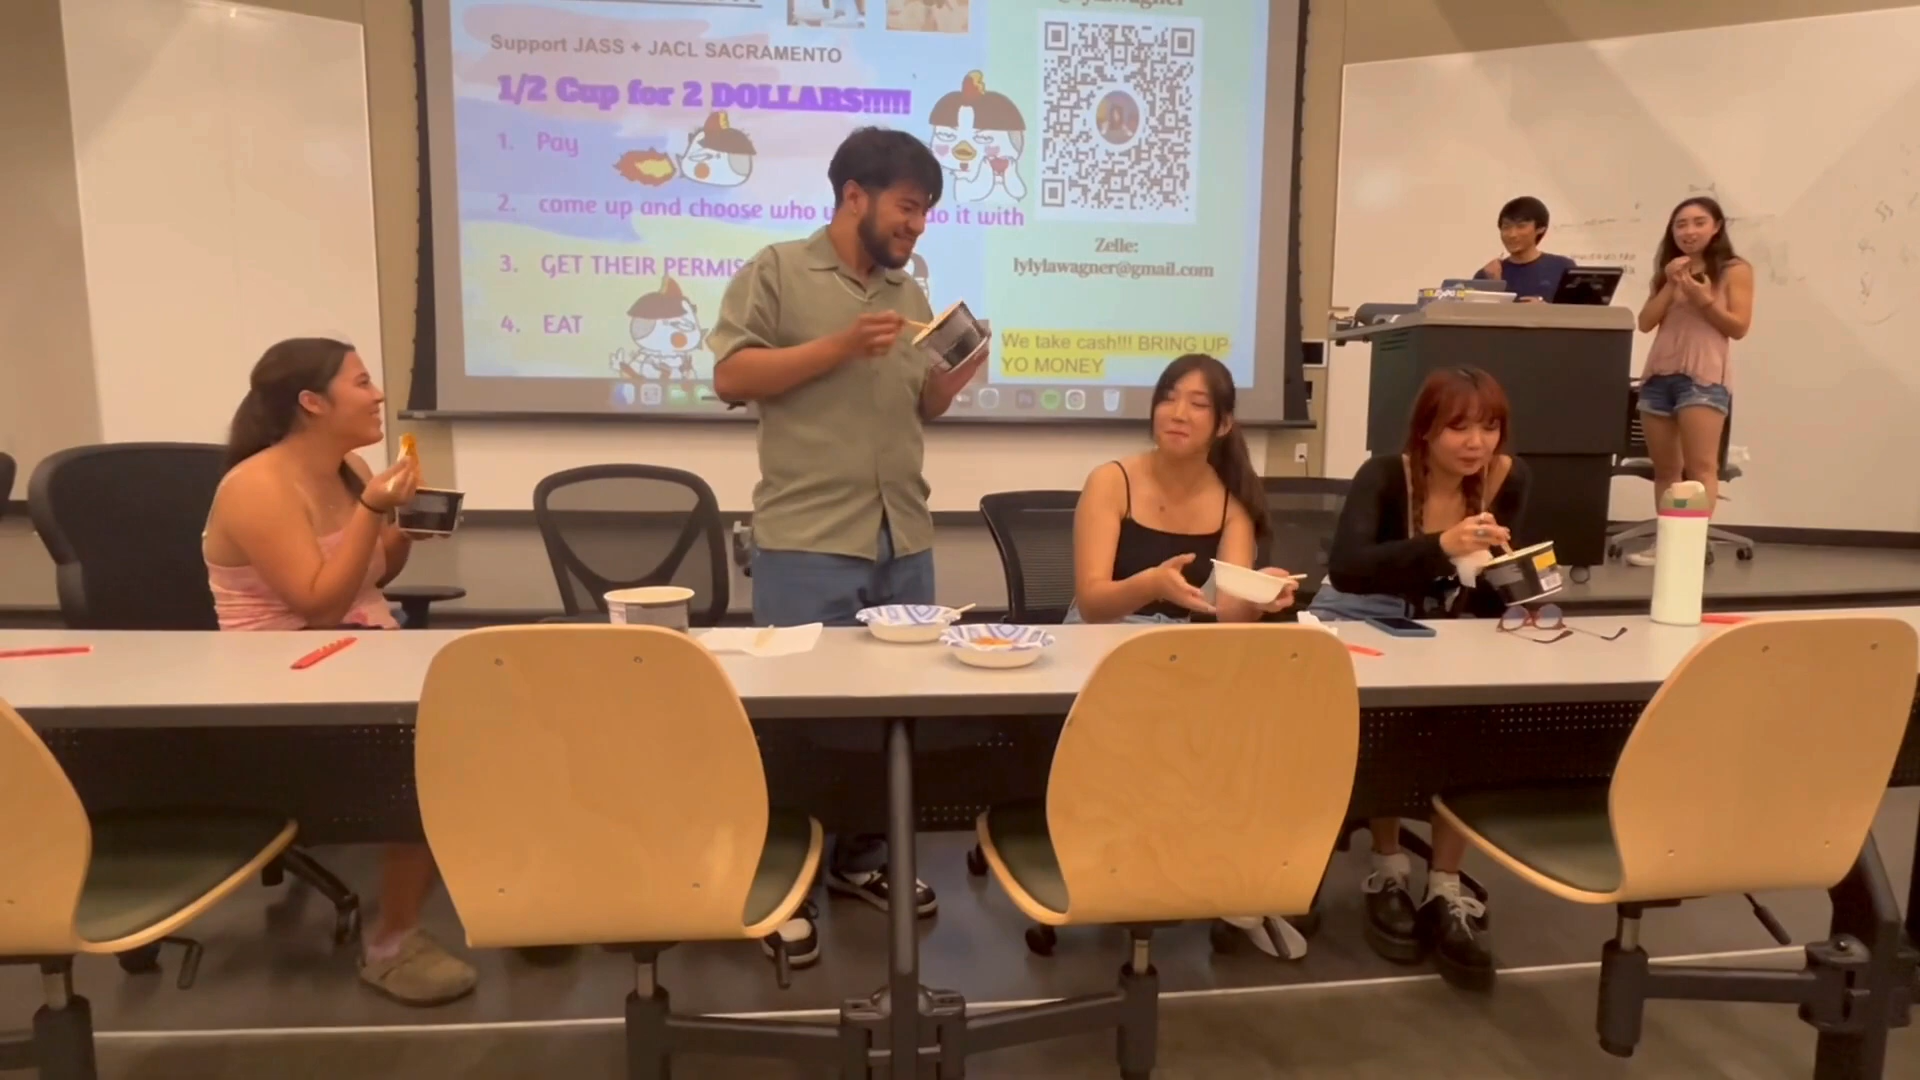 Support JASS + JACL SACRAMENTO
1/2 Cup for 2 DOLLARS!!!!!
1. Pay
2. come up and choose who do it with
3. GET THEIR
4. EAT
Zelle:
lylylawagner@gmail.com
We take cash!!! BRING UP
YO MONEY